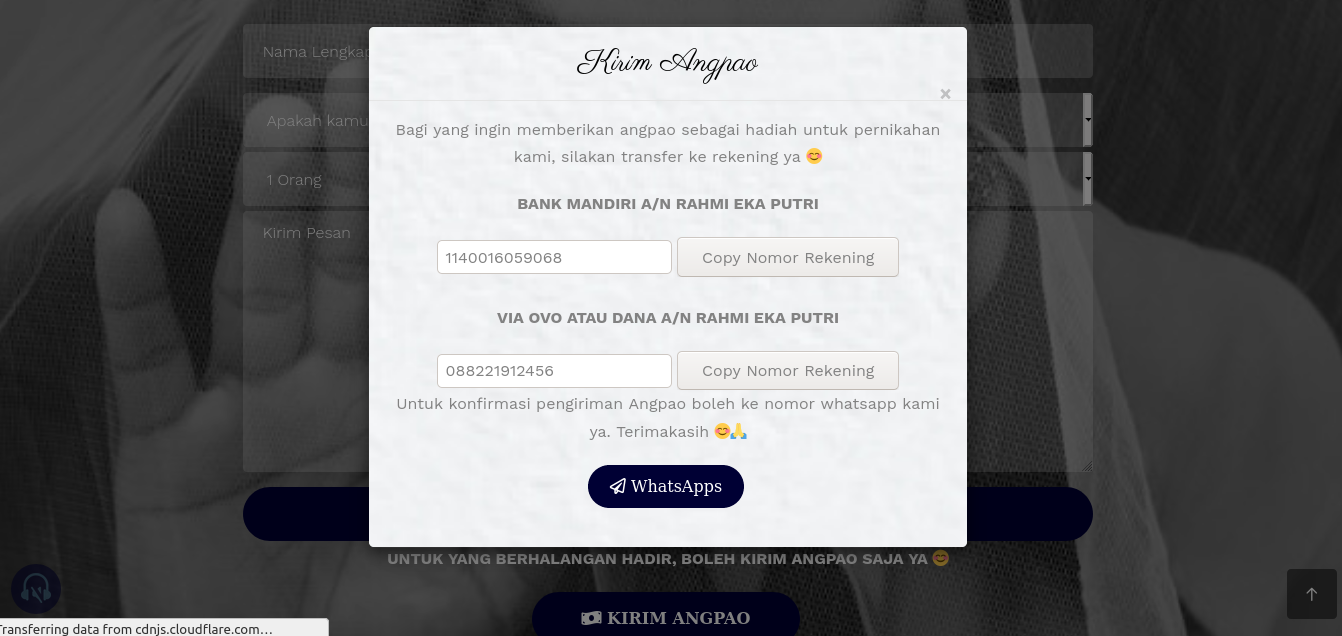 Kirim Angpao
×
Bagi yang ingin memberikan angpao sebagai hadiah untuk pernikahan
kami, silakan transfer ke rekening ya 😊
BANK MANDIRI A/N RAHMI EKA PUTRI
1140016059068 Copy Nomor Rekening
VIA OVO ATAU DANA A/N RAHMI EKA PUTRI
088221912456 Copy Nomor Rekening
Untuk konfirmasi pengiriman Angpao boleh ke nomor whatsapp kami
ya. Terimakasih 😊🙏
WhatsApps
Nama Lengkap
Apakah kamu
1 Orang
Kirim Pesan
UNTUK YANG BERHALANGAN HADIR, BOLEH KIRIM ANGPAO SAJA YA 😊
KIRIM ANGPAO
Transferring data from cdnjs.cloudflare.com…